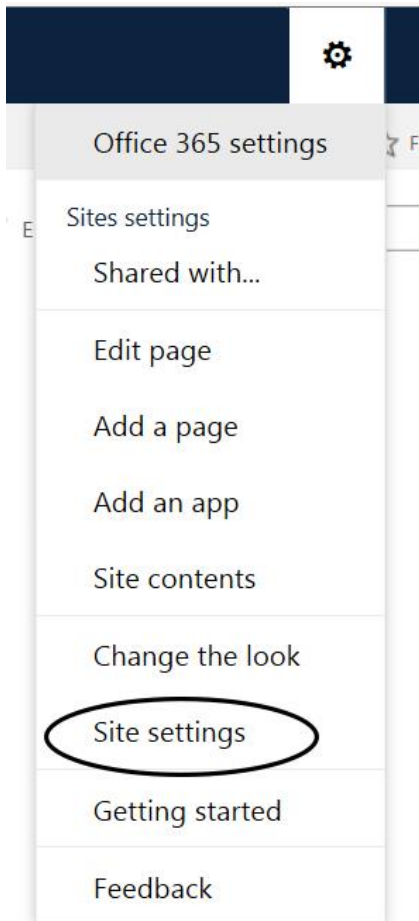 Office 365 settings
F
Sites settings
E
Shared with...
Edit page
Add a page
Add an app
Site contents
Change the look
Site settings
Getting started
Feedback